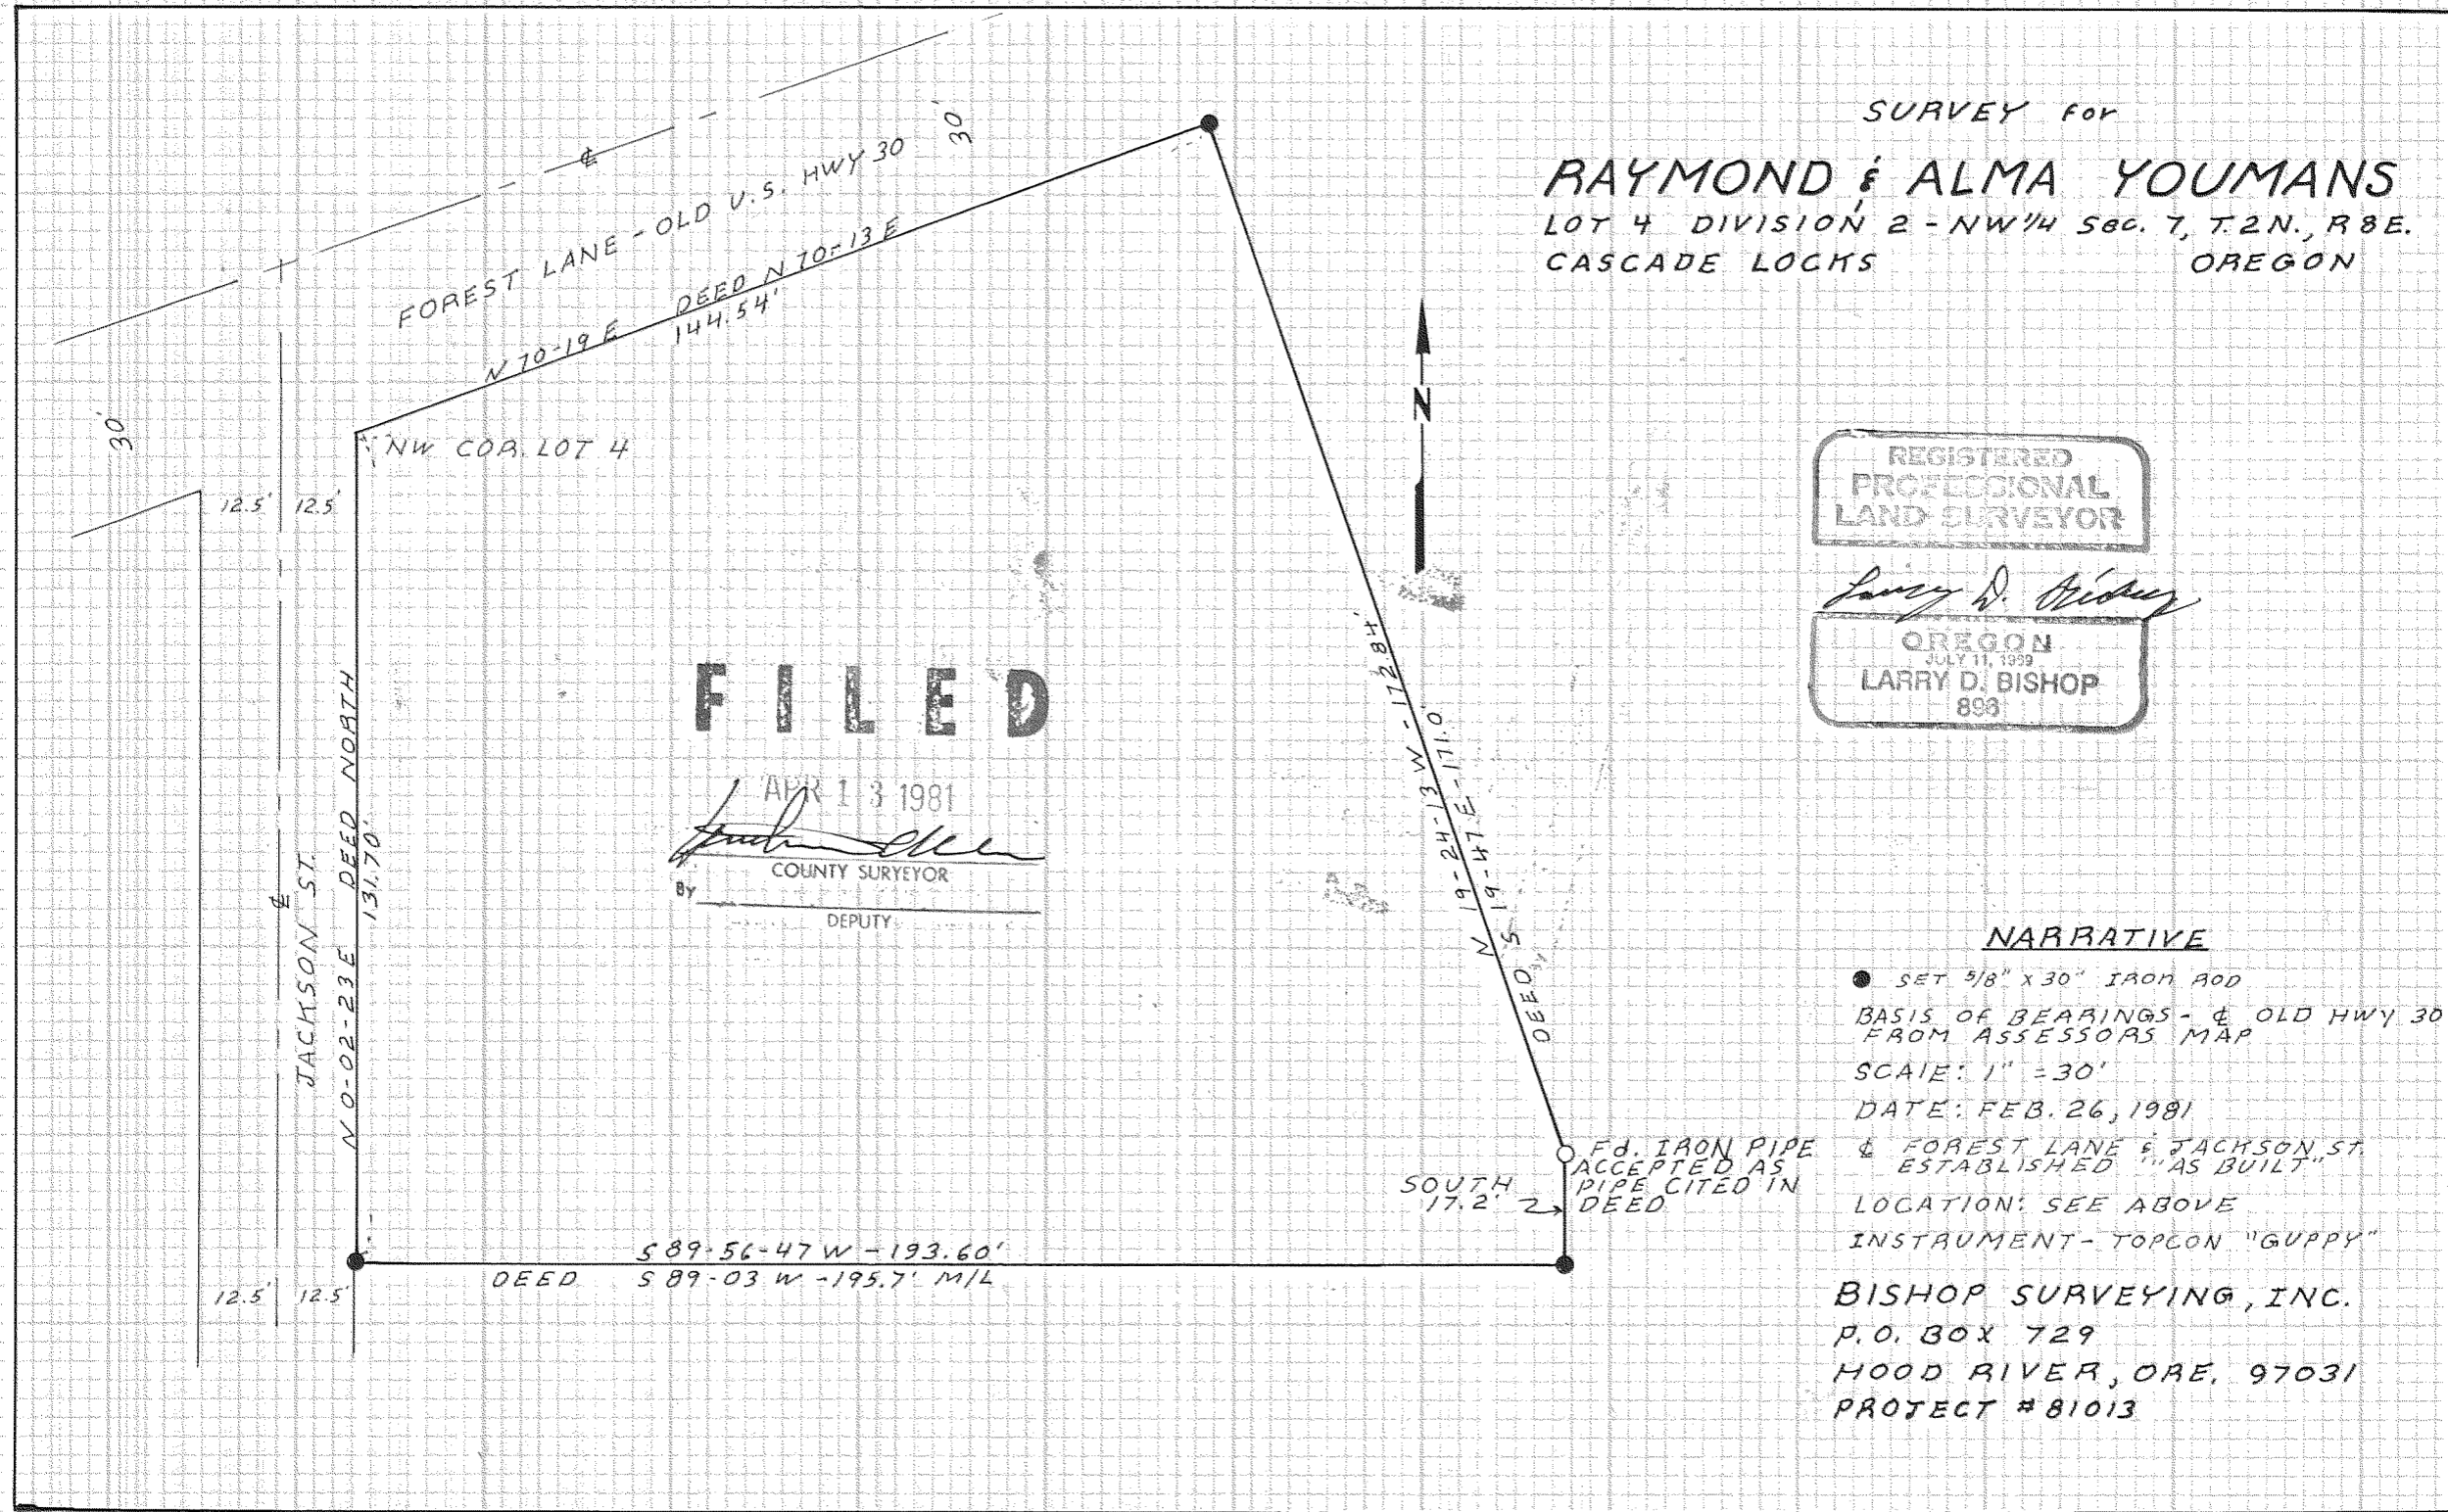 SURVEY for
RAYMOND & ALMA YOUMANS
LOT 4 DIVISION 2 - NW 1/4 Sec. 7, T. 2 N., R 8 E.
CASCADE LOCKS OREGON
℄
FOREST LANE - OLD U.S. HWY 30
30'
N 70-19 E DEED N 70-13 E
144.54'
30'
NW COR. LOT 4
12.5' 12.5'
N
REGISTERED
PROFESSIONAL
LAND SURVEYOR
OREGON
JULY 11, 1969
LARRY D. BISHOP
898
FILED
APR 13 1981
COUNTY SURVEYOR
By
DEPUTY
℄
JACKSON ST.
N 0-02-23 E DEED NORTH
131.70'
N 19-24-13 W - 172.84'
DEED S 19-47 E - 171.0'
Fd. IRON PIPE
ACCEPTED AS
PIPE CITED IN
DEED
SOUTH
17.2'
S 89-56-47 W - 193.60'
DEED S 89-03 W - 195.7' M/L
12.5' 12.5'
NARRATIVE
● SET 5/8" X 30" IRON ROD
BASIS OF BEARINGS - ℄ OLD HWY 30
FROM ASSESSORS MAP
SCALE: 1" = 30'
DATE: FEB. 26, 1981
℄ FOREST LANE & JACKSON ST.
ESTABLISHED "AS BUILT"
LOCATION: SEE ABOVE
INSTRUMENT - TOPCON "GUPPY"
BISHOP SURVEYING, INC.
P.O. BOX 729
HOOD RIVER, ORE. 97031
PROJECT # 81013